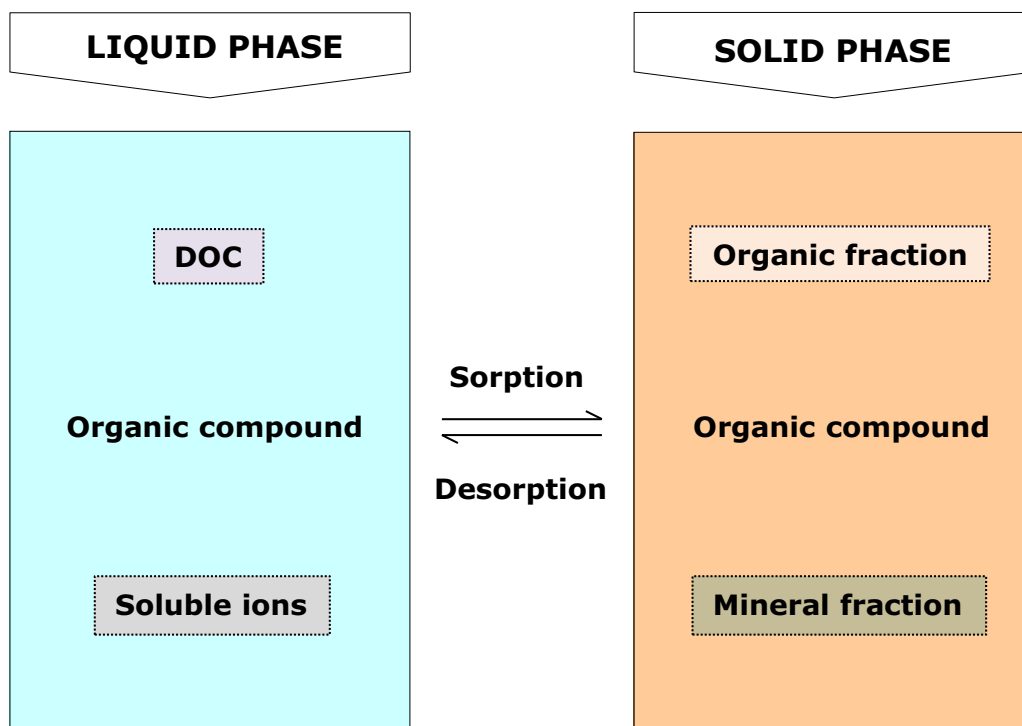 LIQUID PHASE
SOLID PHASE
DOC
Organic fraction
Sorption
Organic compound
Organic compound
Desorption
Soluble ions
Mineral fraction